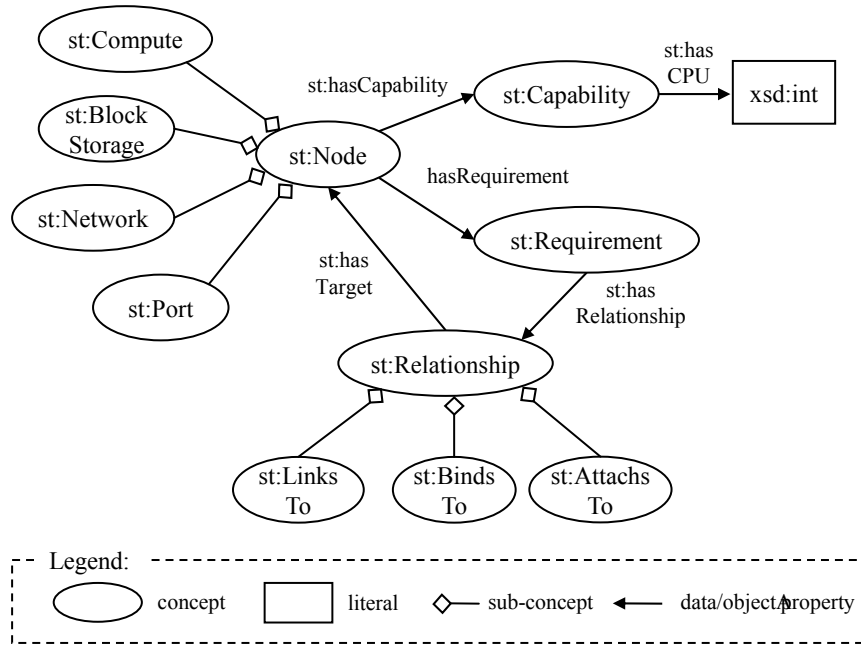 st:Compute
st:Block
Storage
st:Network
st:Port
st:Node
st:hasCapability
st:Capability
st:has
CPU
xsd:int
hasRequirement
st:Requirement
st:has
Target
st:has
Relationship
st:Relationship
st:Links
To
st:Binds
To
st:Attachs
To
Legend:
concept
literal
sub-concept
data/object property